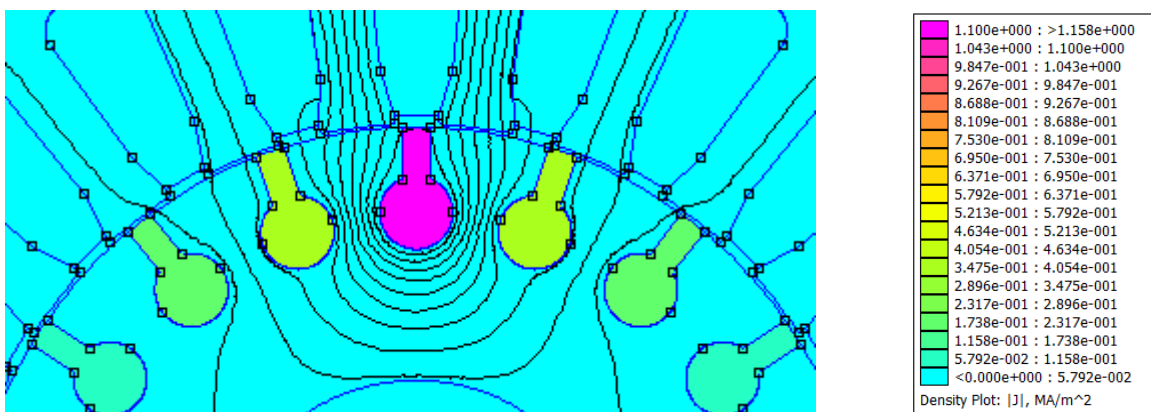 1.100e+000 : >1.158e+000
1.043e+000 : 1.100e+000
9.847e-001 : 1.043e+000
9.267e-001 : 9.847e-001
8.688e-001 : 9.267e-001
8.109e-001 : 8.688e-001
7.530e-001 : 8.109e-001
6.950e-001 : 7.530e-001
6.371e-001 : 6.950e-001
5.792e-001 : 6.371e-001
5.213e-001 : 5.792e-001
4.634e-001 : 5.213e-001
4.054e-001 : 4.634e-001
3.475e-001 : 4.054e-001
2.896e-001 : 3.475e-001
2.317e-001 : 2.896e-001
1.738e-001 : 2.317e-001
1.158e-001 : 1.738e-001
5.792e-002 : 1.158e-001
<0.000e+000 : 5.792e-002
Density Plot: |J|, MA/m^2